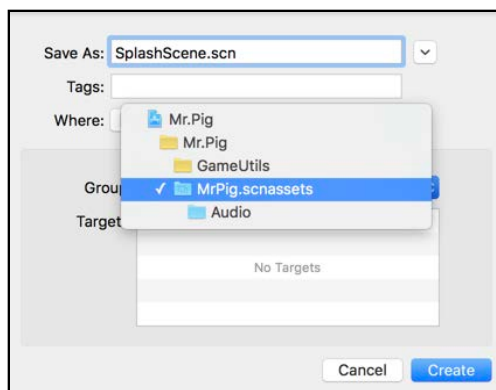 Save As: SplashScene.scn
Tags:
Where:
Mr.Pig
Mr.Pig
GameUtils
Group
✓ MrPig.scnassets
Audio
Target
No Targets
Cancel Create